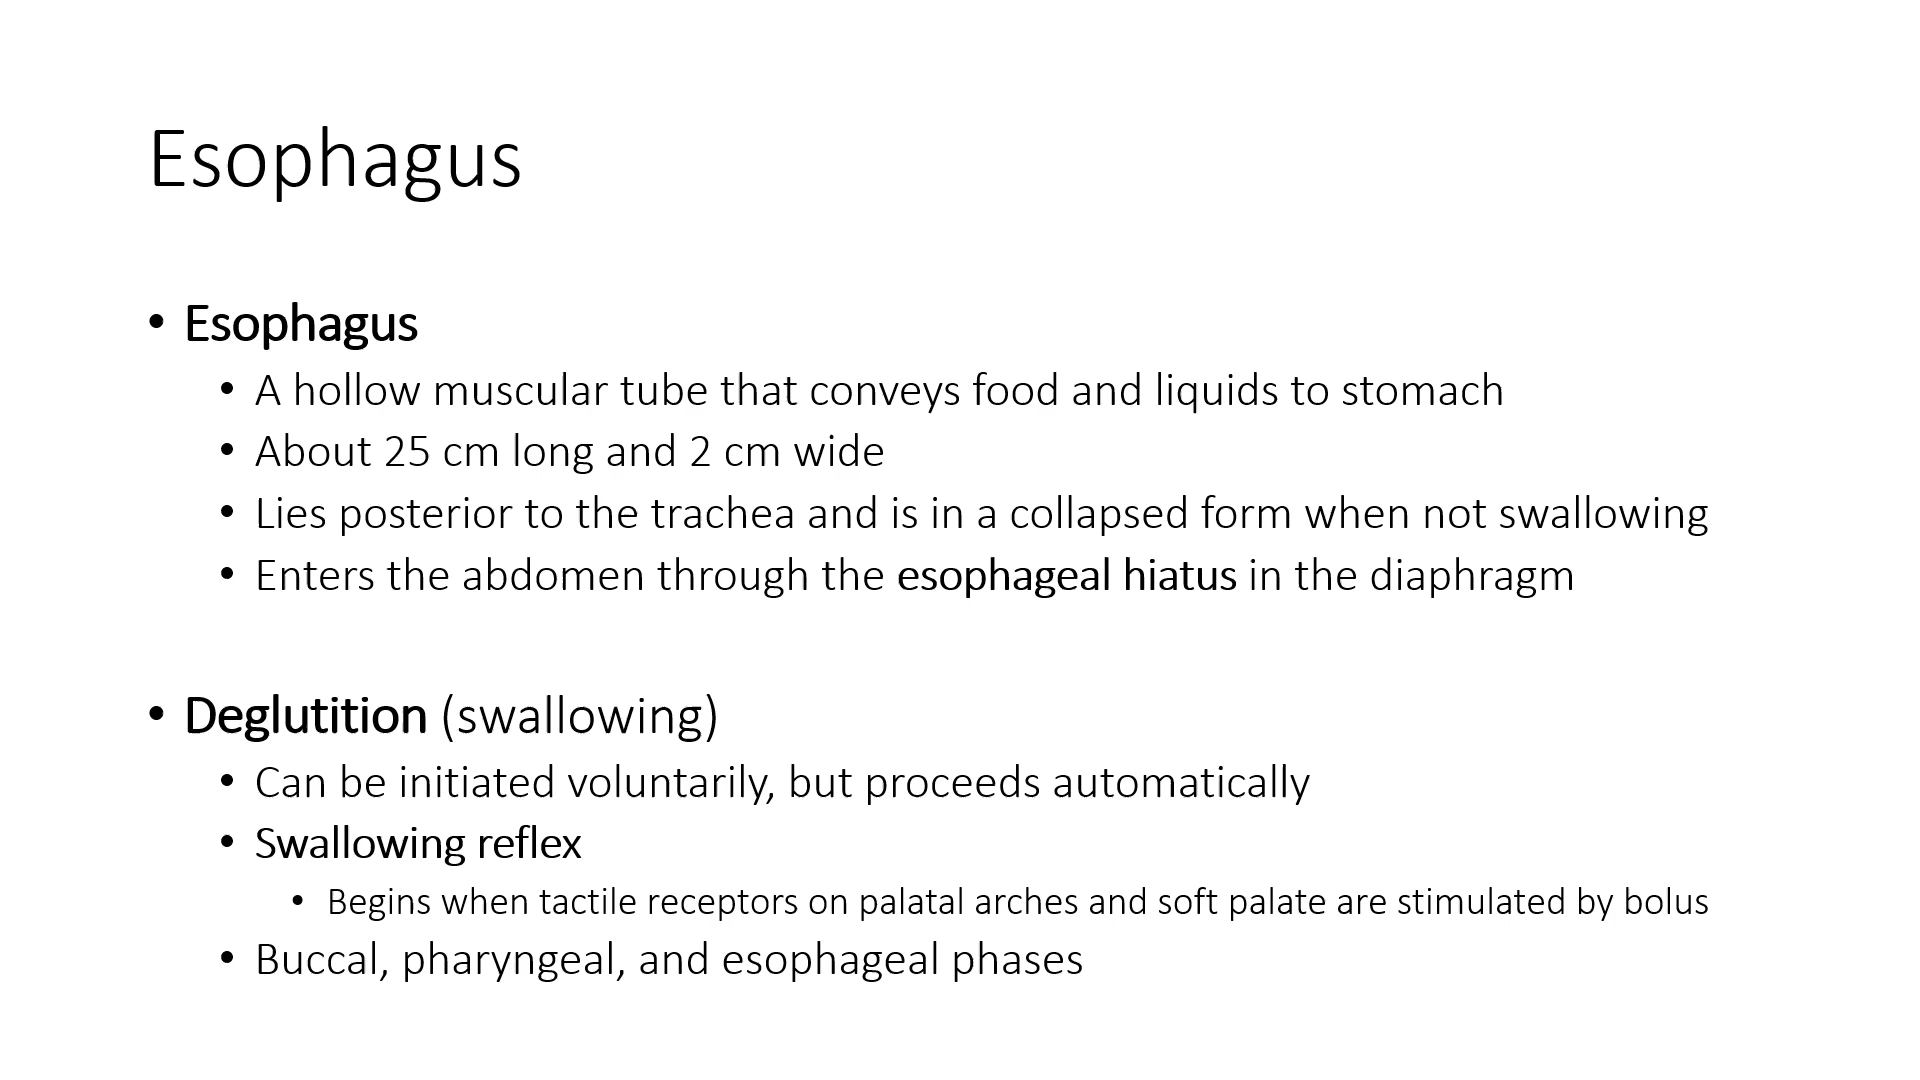 Esophagus
• Esophagus
• A hollow muscular tube that conveys food and liquids to stomach
• About 25 cm long and 2 cm wide
• Lies posterior to the trachea and is in a collapsed form when not swallowing
• Enters the abdomen through the esophageal hiatus in the diaphragm
• Deglutition (swallowing)
• Can be initiated voluntarily, but proceeds automatically
• Swallowing reflex
• Begins when tactile receptors on palatal arches and soft palate are stimulated by bolus
• Buccal, pharyngeal, and esophageal phases